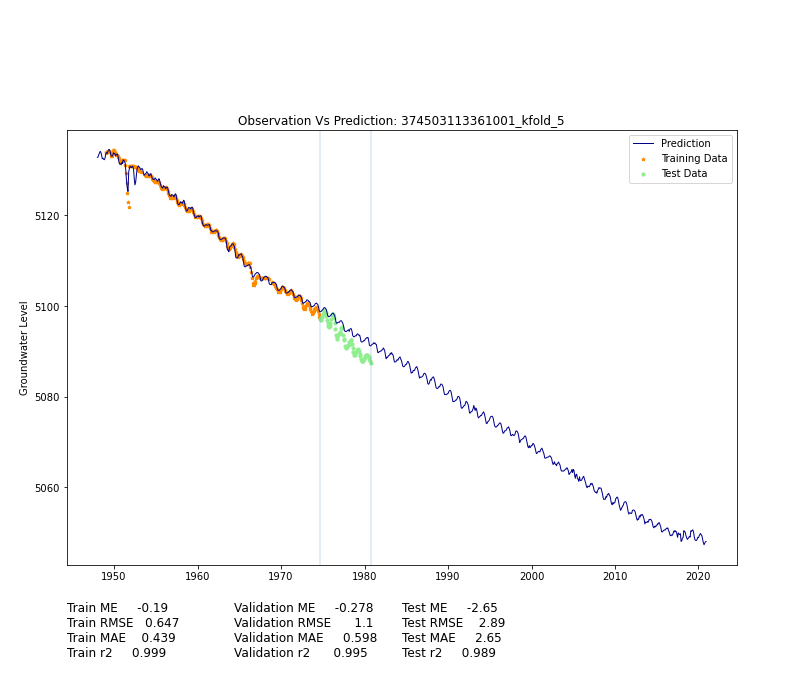 Observation Vs Prediction: 374503113361001_kfold_5
Prediction
Training Data
Test Data
Groundwater Level
5120
5100
5080
5060
1950 1960 1970 1980 1990 2000 2010 2020
Train ME -0.19 Validation ME -0.278 Test ME -2.65
Train RMSE 0.647 Validation RMSE 1.1 Test RMSE 2.89
Train MAE 0.439 Validation MAE 0.598 Test MAE 2.65
Train r2 0.999 Validation r2 0.995 Test r2 0.989